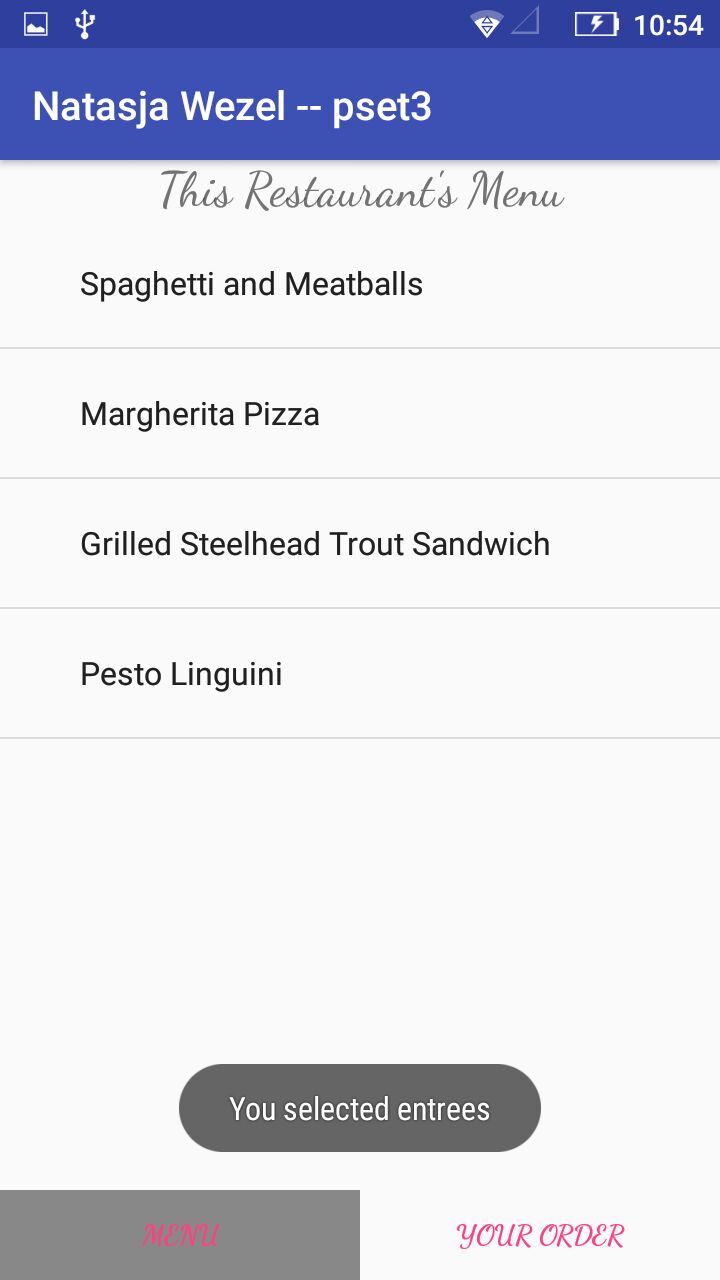 10:54
Natasja Wezel -- pset3
This Restaurant's Menu
Spaghetti and Meatballs
Margherita Pizza
Grilled Steelhead Trout Sandwich
Pesto Linguini
You selected entrees
MENU
YOUR ORDER